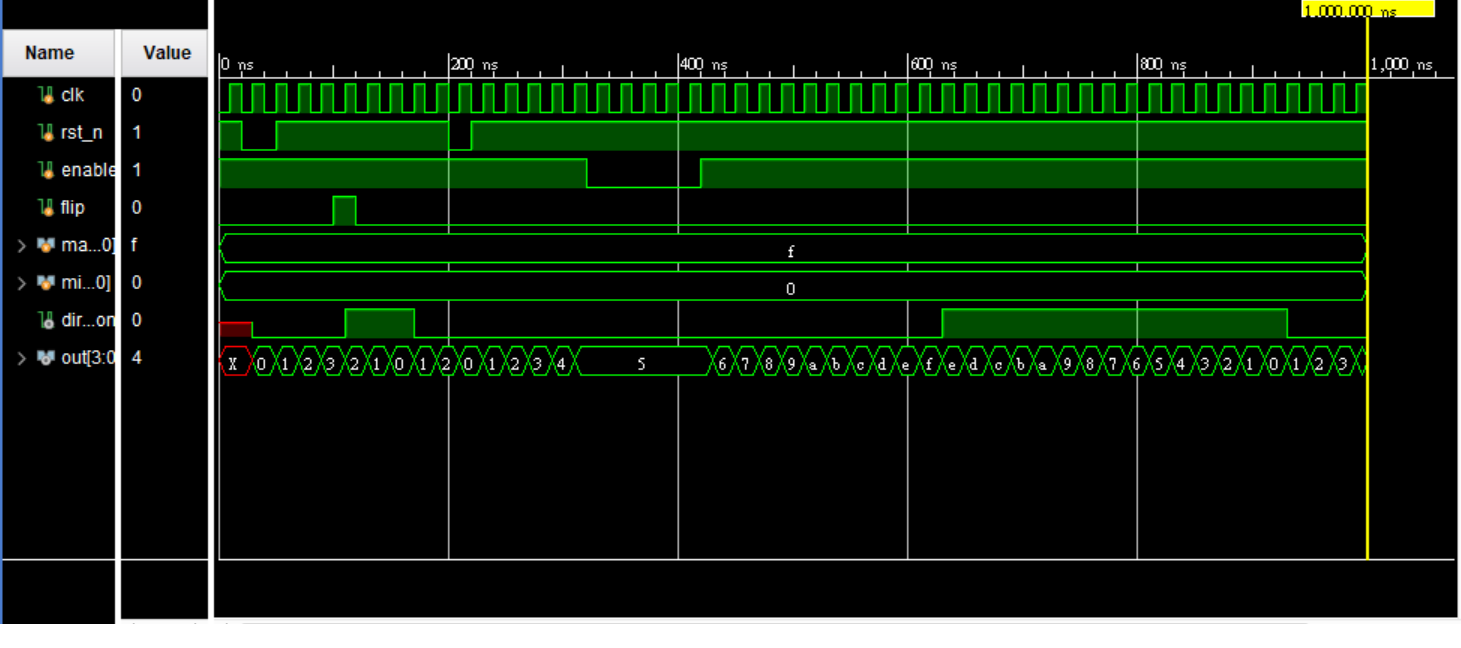 1,000.000 ns
Name Value
0 ns 200 ns 400 ns 600 ns 800 ns 1,000 ns
clk 0
rst_n 1
enable 1
flip 0
ma...0] f f
mi...0] 0 0
dir...on 0
out[3:0 4 X 0 1 2 3 2 1 0 1 2 0 1 2 3 4 5 6 7 8 9 a b c d e f e d c b a 9 8 7 6 5 4 3 2 1 0 1 2 3